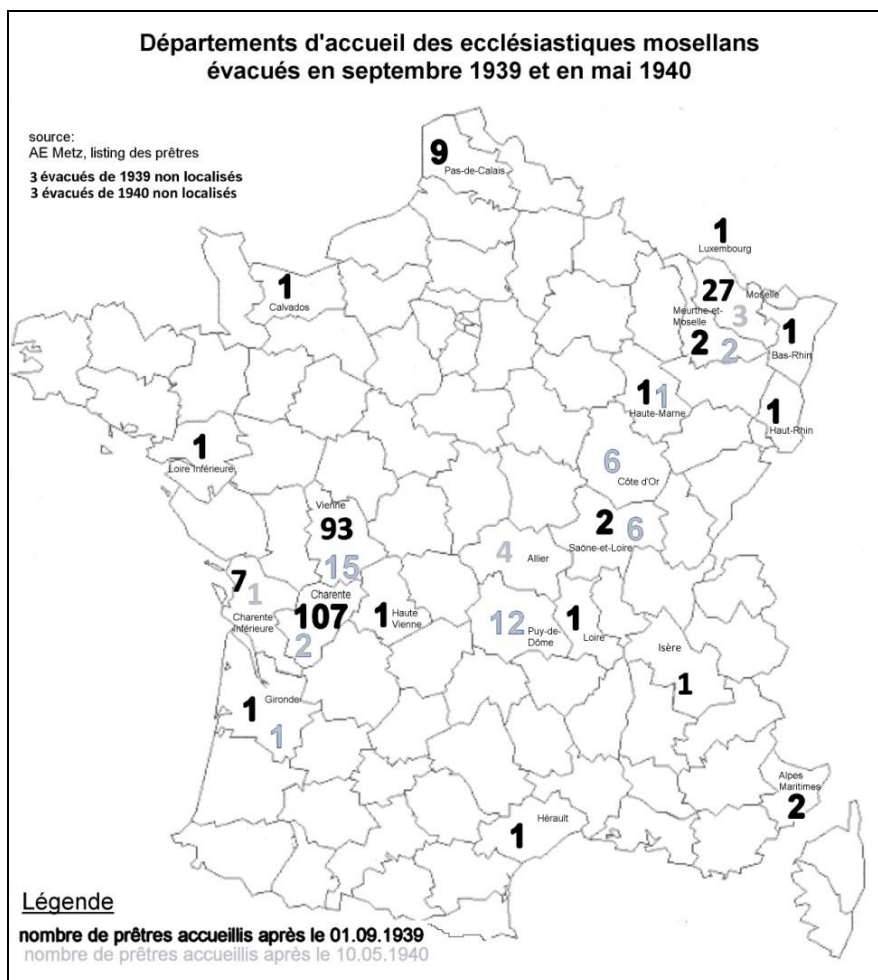 Départements d'accueil des ecclésiastiques mosellans
évacués en septembre 1939 et en mai 1940
source:
AE Metz, listing des prêtres
3 évacués de 1939 non localisés
3 évacués de 1940 non localisés
9
Pas-de-Calais
1
Luxembourg
1
Calvados
27
Moselle
3
Meurthe-et-
Moselle
2
2
1
Bas-Rhin
1
1
Haute-Marne
1
Haut-Rhin
1
Loire Inférieure
6
Côte d'Or
Vienne
93
15
2
6
Saône-et-Loire
4
Allier
7
1
Charente
Inférieure
Charente
107
2
1
Haute
Vienne
12
Puy-de-
Dôme
1
Loire
Isère
1
1
Gironde
1
Alpes
Maritimes
2
1
Hérault
Légende
nombre de prêtres accueillis après le 01.09.1939
nombre de prêtres accueillis après le 10.05.1940